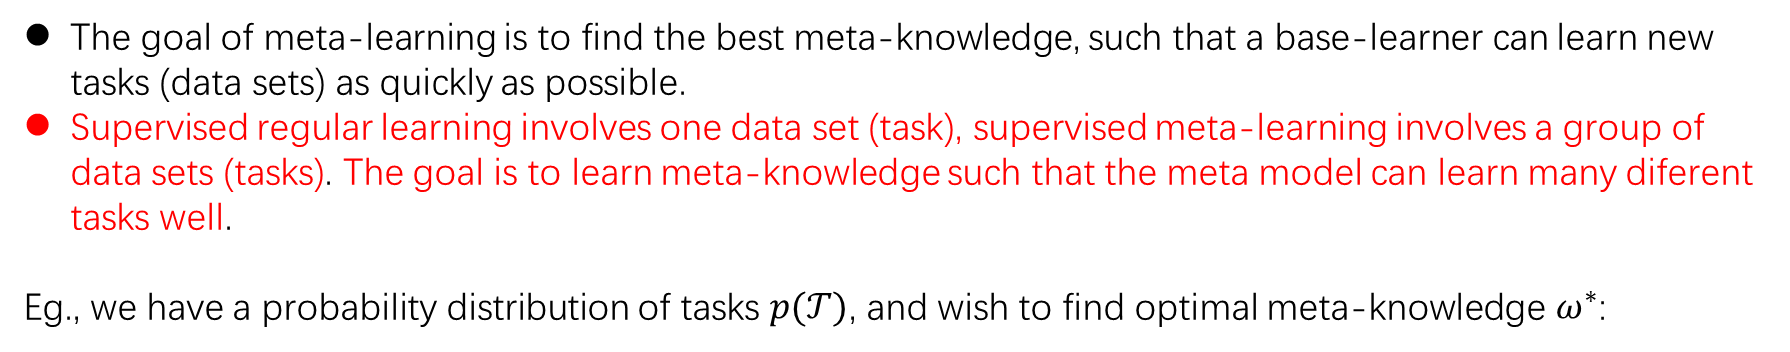 ● The goal of meta-learning is to find the best meta-knowledge, such that a base-learner can learn new
tasks (data sets) as quickly as possible.
● Supervised regular learning involves one data set (task), supervised meta-learning involves a group of
data sets (tasks). The goal is to learn meta-knowledge such that the meta model can learn many diferent
tasks well.
Eg., we have a probability distribution of tasks p(𝒯), and wish to find optimal meta-knowledge ω*: